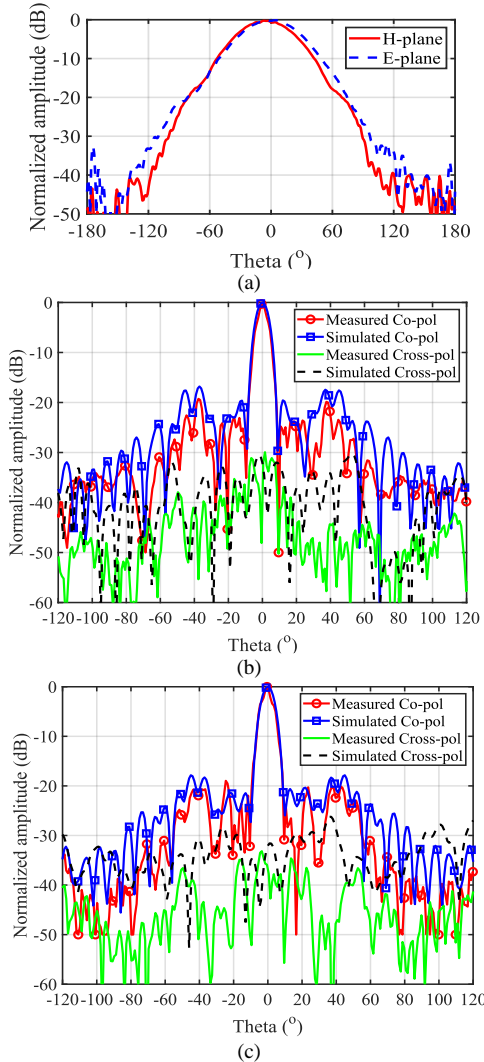 (a)
0
-10
-20
-30
-40
-50
Normalized amplitude (dB)
H-plane
E-plane
-180
-120
-60
0
60
120
180
Theta (o)
(a)
0
-10
-20
-30
-40
-50
-60
Normalized amplitude (dB)
Measured Co-pol
Simulated Co-pol
Measured Cross-pol
Simulated Cross-pol
-120 -100 -80 -60 -40 -20 0 20 40 60 80 100 120
Theta (o)
(b)
0
-10
-20
-30
-40
-50
-60
Normalized amplitude (dB)
Measured Co-pol
Simulated Co-pol
Measured Cross-pol
Simulated Cross-pol
-120 -100 -80 -60 -40 -20 0 20 40 60 80 100 120
Theta (o)
(c)